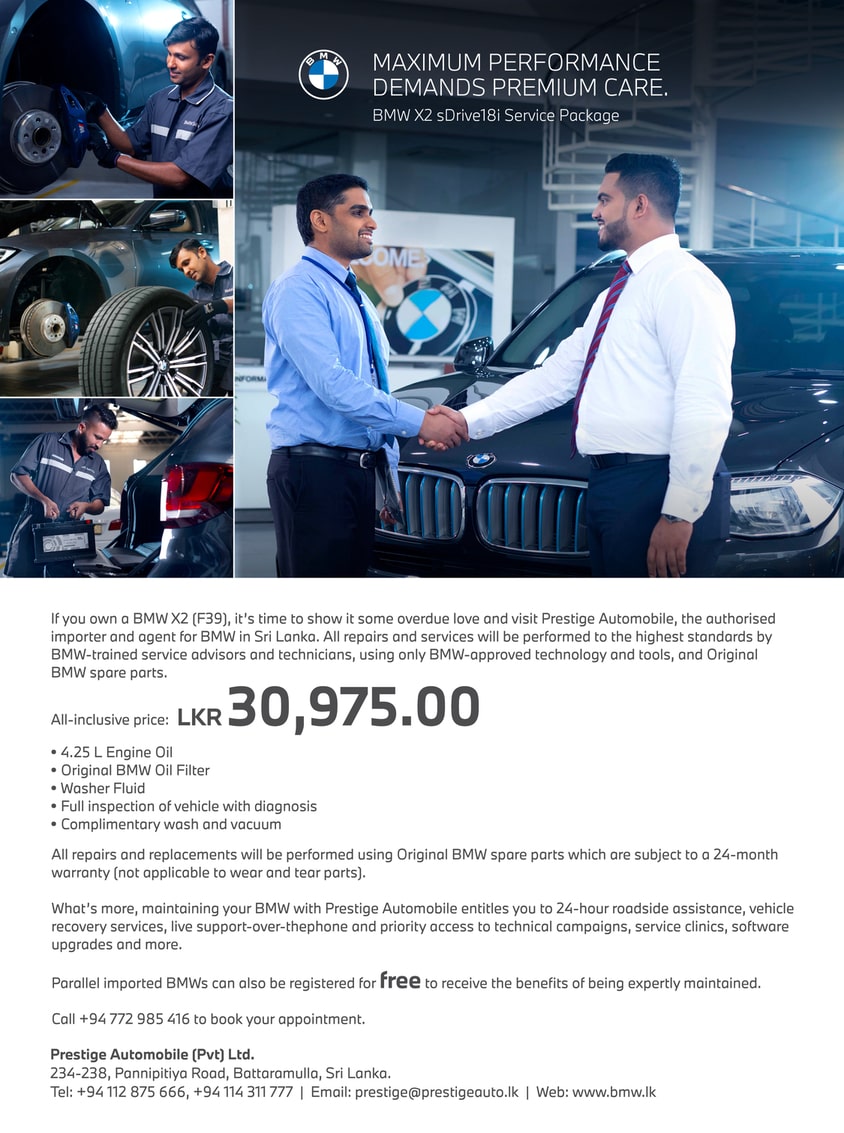 BMW
MAXIMUM PERFORMANCE
DEMANDS PREMIUM CARE.
BMW X2 sDrive18i Service Package
COME
BMW
INFORMA
If you own a BMW X2 (F39), it's time to show it some overdue love and visit Prestige Automobile, the authorised
importer and agent for BMW in Sri Lanka. All repairs and services will be performed to the highest standards by
BMW-trained service advisors and technicians, using only BMW-approved technology and tools, and Original
BMW spare parts.
All-inclusive price: LKR 30,975.00
• 4.25 L Engine Oil
• Original BMW Oil Filter
• Washer Fluid
• Full inspection of vehicle with diagnosis
• Complimentary wash and vacuum
All repairs and replacements will be performed using Original BMW spare parts which are subject to a 24-month
warranty (not applicable to wear and tear parts).
What's more, maintaining your BMW with Prestige Automobile entitles you to 24-hour roadside assistance, vehicle
recovery services, live support-over-thephone and priority access to technical campaigns, service clinics, software
upgrades and more.
Parallel imported BMWs can also be registered for free to receive the benefits of being expertly maintained.
Call +94 772 985 416 to book your appointment.
Prestige Automobile (Pvt) Ltd.
234-238, Pannipitiya Road, Battaramulla, Sri Lanka.
Tel: +94 112 875 666, +94 114 311 777 | Email: prestige@prestigeauto.lk | Web: www.bmw.lk